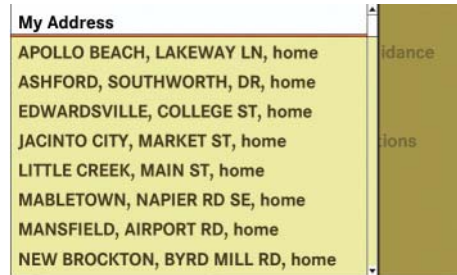 My Address
APOLLO BEACH, LAKEWAY LN, home
idance
ASHFORD, SOUTHWORTH, DR, home
EDWARDSVILLE, COLLEGE ST, home
JACINTO CITY, MARKET ST, home
tions
LITTLE CREEK, MAIN ST, home
MABLETOWN, NAPIER RD SE, home
MANSFIELD, AIRPORT RD, home
NEW BROCKTON, BYRD MILL RD, home